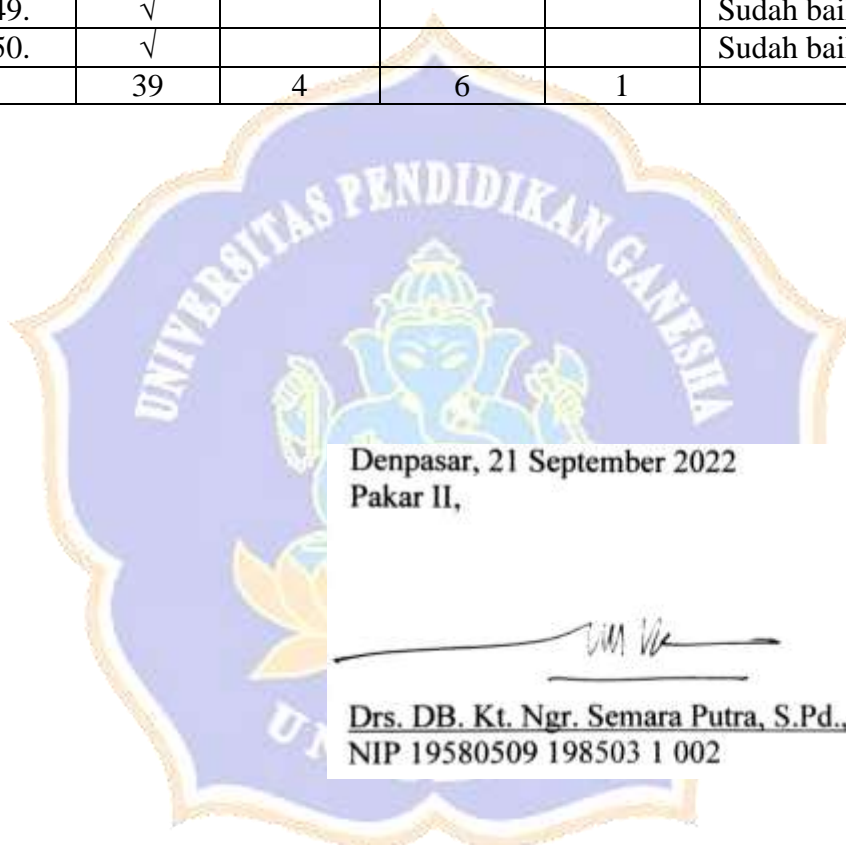 49. √ Sudah bai
50. √ Sudah bai
39 4 6 1
UNIVERSITAS PENDIDIKAN GANESHA
Denpasar, 21 September 2022
Pakar II,
Drs. DB. Kt. Ngr. Semara Putra, S.Pd.,
NIP 19580509 198503 1 002